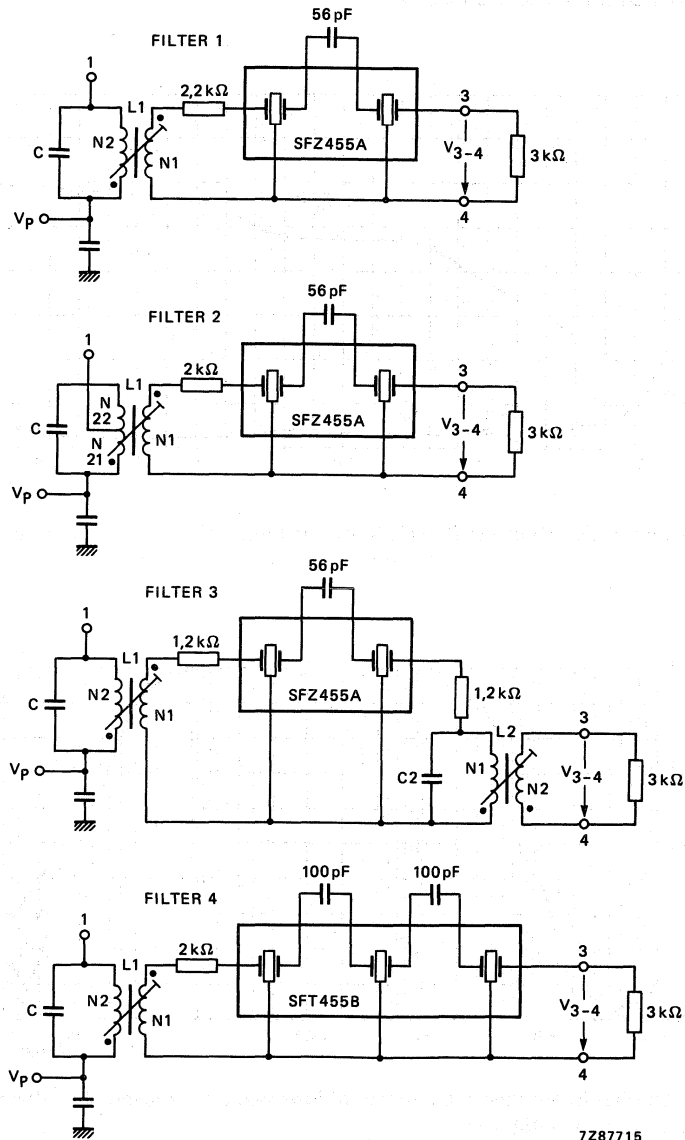 56 pF
FILTER 1
1
2,2 kΩ
L1
3
C
N2
N1
SFZ455A
V3-4
3 kΩ
4
VP
56 pF
FILTER 2
1
2 kΩ
L1
3
C
N
22
N
21
N1
SFZ455A
V3-4
3 kΩ
4
VP
56 pF
FILTER 3
1
1,2 kΩ
L1
C
N2
N1
SFZ455A
1,2 kΩ
L2
3
C2
N1
N2
V3-4
3 kΩ
4
VP
100 pF 100 pF
FILTER 4
1
2 kΩ
L1
3
C
N2
N1
SFT455B
V3-4
3 kΩ
4
VP
7Z87715